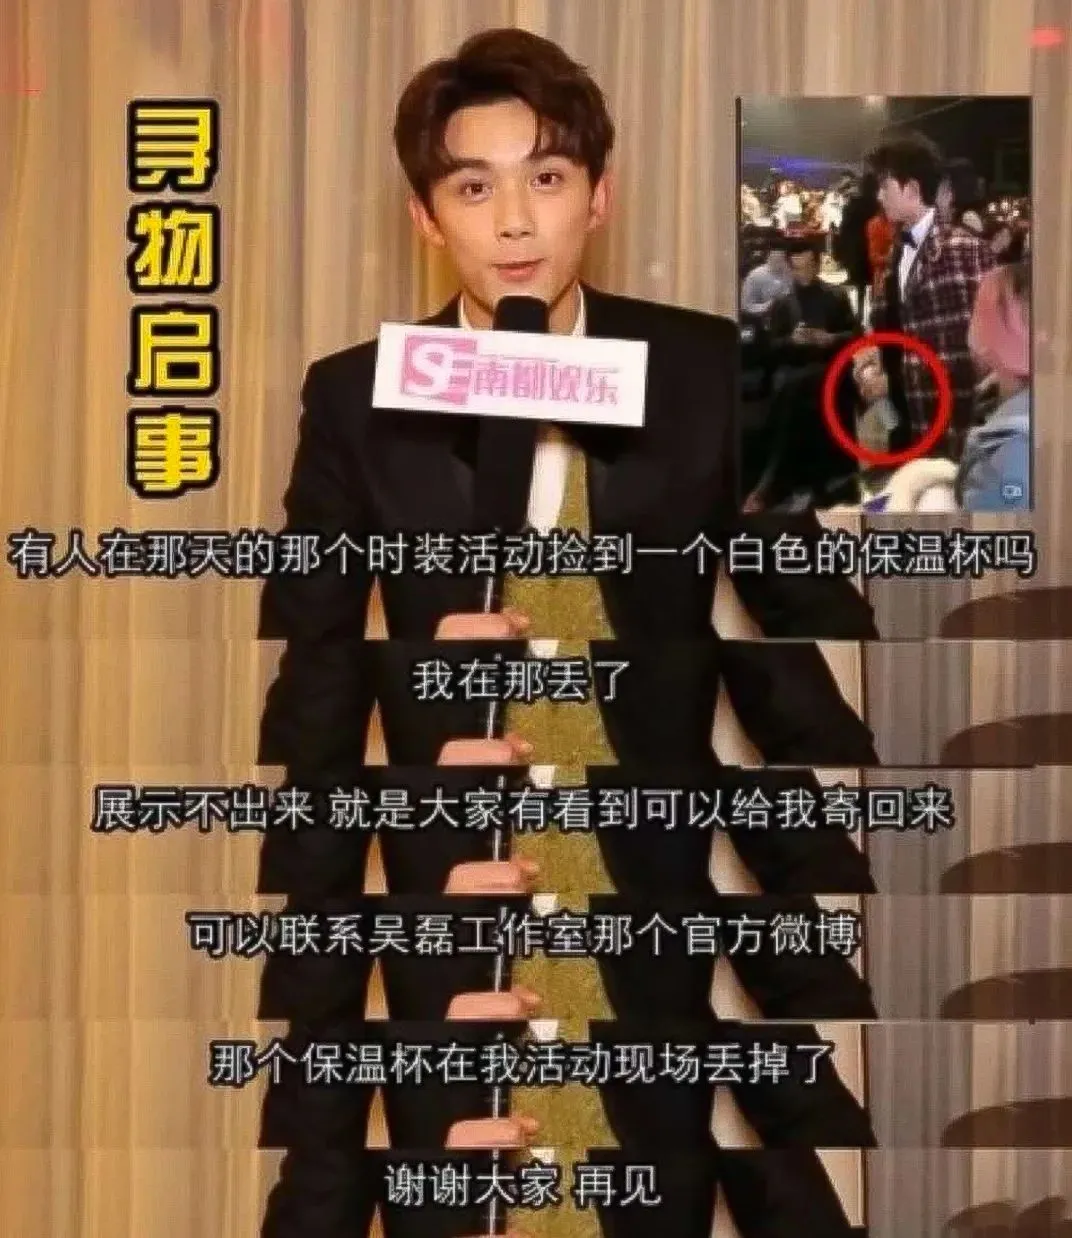 寻物启事
SE南都娱乐
有人在那天的那个时装活动捡到一个白色的保温杯吗
我在那丢了
展示不出来 就是大家有看到可以给我寄回来
可以联系吴磊工作室那个官方微博
那个保温杯在我活动现场丢掉了
谢谢大家 再见